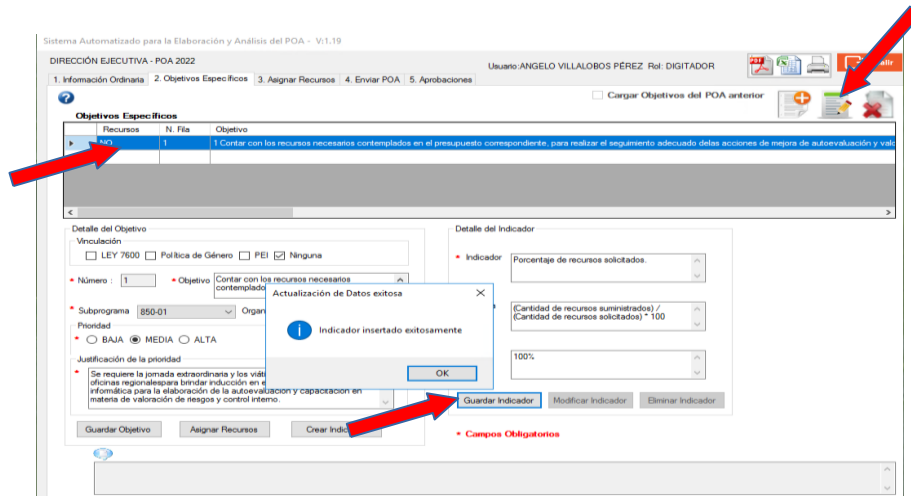 Sistema Automatizado para la Elaboración y Análisis del POA - V:1.19
DIRECCIÓN EJECUTIVA - POA 2022
Usuario:ANGELO VILLALOBOS PÉREZ Rol: DIGITADOR
1. Información Ordinaria 2. Objetivos Específicos 3. Asignar Recursos 4. Enviar POA 5. Aprobaciones
Cargar Objetivos del POA anterior
Objetivos Específicos
Recursos N. Fila Objetivo
NO 1 1 Contar con los recursos necesarios contemplados en el presupuesto correspondiente, para realizar el seguimiento adecuado delas acciones de mejora de autoevaluación y
Detalle del Objetivo
Vinculación
LEY 7600 Política de Género PEI Ninguna
* Número : 1 * Objetivo Contar con los recursos necesarios
* Subprograma 850-01
Prioridad
* BAJA MEDIA ALTA
Justificación de la prioridad
* Se requiere la jornada extraordinaria y los
oficinas regionalespara brindar inducción en
informática para la elaboración de la autoevaluación y capacitación en
materia de valoración de riesgos y control interno.
Guardar Objetivo Asignar Recursos Crear
Actualización de Datos exitosa
Indicador insertado exitosamente
OK
Detalle del Indicador
* Indicador Porcentaje de recursos solicitados.
(Cantidad de recursos suministrados) /
(Cantidad de recursos solicitados) * 100
100%
Guardar Indicador Modificar Indicador Eliminar Indicador
* Campos Obligatorios